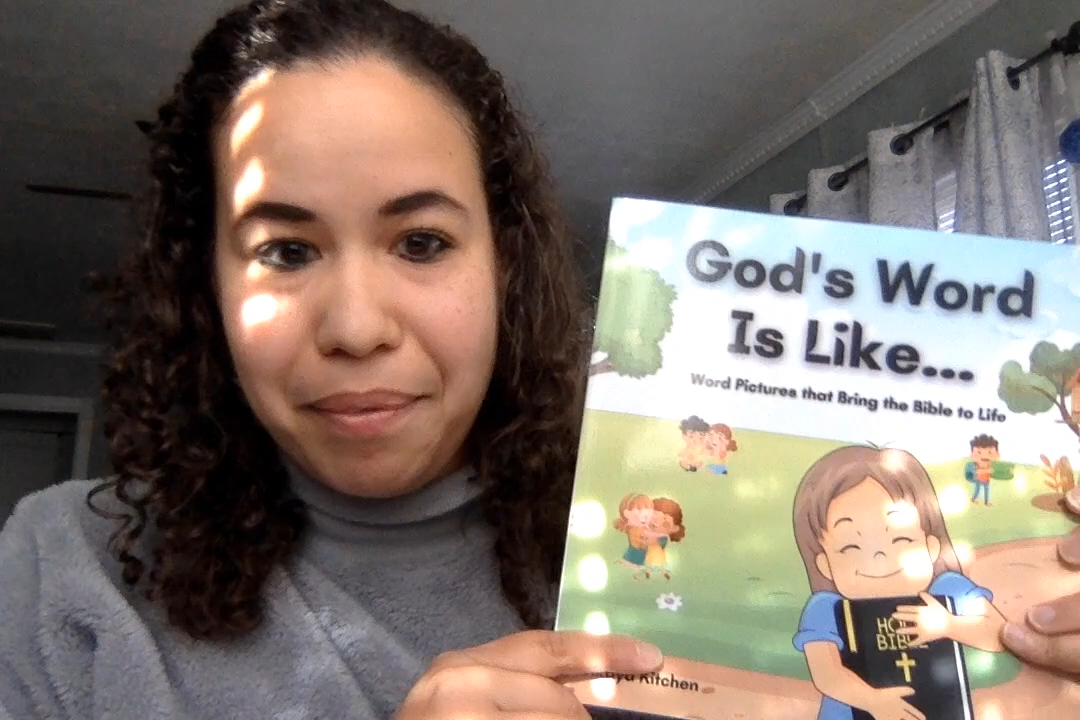 God's Word
Is Like...
Word Pictures that Bring the Bible to Life
HOLY
BIBLE
Kitchen